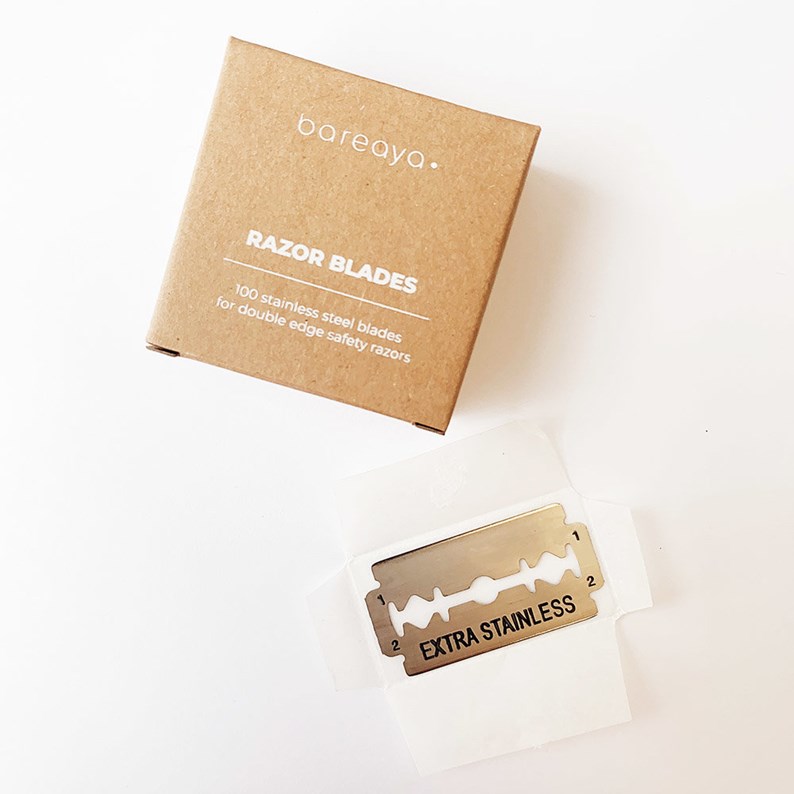 bareaya.
RAZOR BLADES
100 stainless steel blades
for double edge safety razors
1
1
2
2
EXTRA STAINLESS